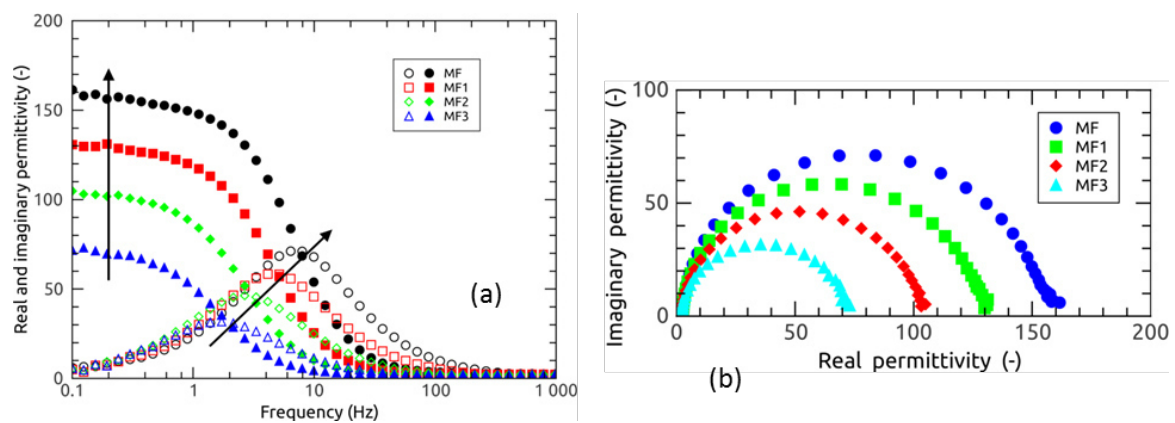 Real and imaginary permittivity (-)
200
150
100
50
0
0.1
1
10
100
1 000
Frequency (Hz)
MF
MF1
MF2
MF3
(a)
Imaginary permittivity (-)
100
50
0
0
50
100
150
200
Real permittivity (-)
MF
MF1
MF2
MF3
(b)